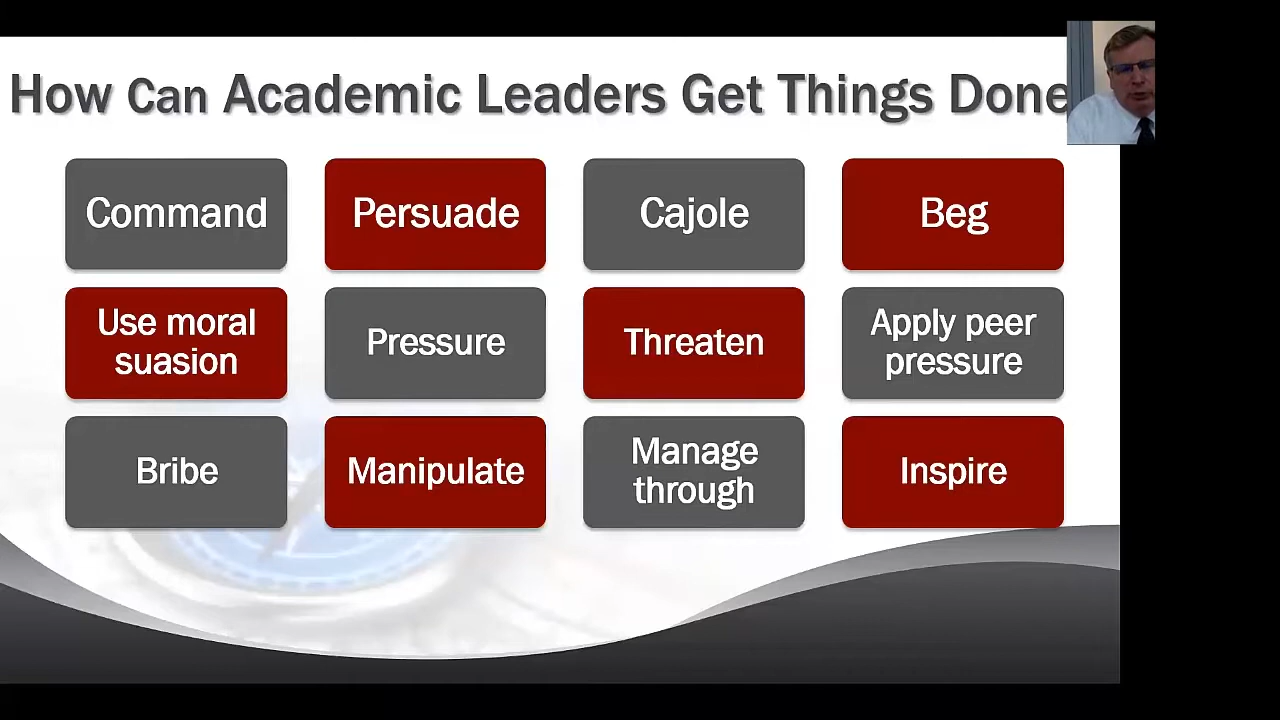 How Can Academic Leaders Get Things Done
Command
Persuade
Cajole
Beg
Use moral
suasion
Pressure
Threaten
Apply peer
pressure
Bribe
Manipulate
Manage
through
Inspire